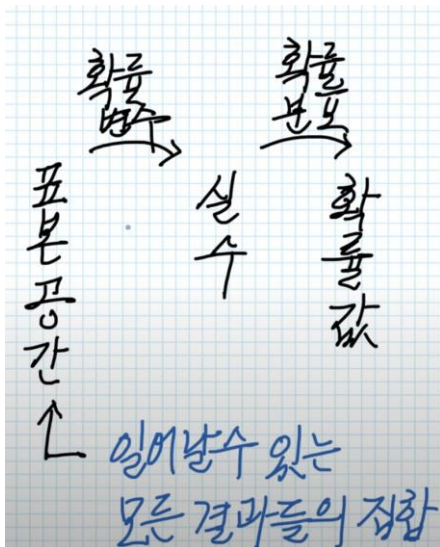 확률
변수
확률
분포
표본공간
실수
확률값
일어날수 있는
모든 결과들의 집합